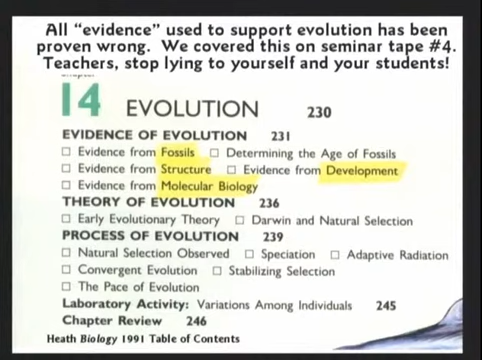 All “evidence” used to support evolution has been
proven wrong. We covered this on seminar tape #4.
Teachers, stop lying to yourself and your students!
14 EVOLUTION 230
EVIDENCE OF EVOLUTION 231
□ Evidence from Fossils □ Determining the Age of Fossils
□ Evidence from Structure □ Evidence from Development
□ Evidence from Molecular Biology
THEORY OF EVOLUTION 236
□ Early Evolutionary Theory □ Darwin and Natural Selection
PROCESS OF EVOLUTION 239
□ Natural Selection Observed □ Speciation □ Adaptive Radiation
□ Convergent Evolution □ Stabilizing Selection
□ The Pace of Evolution
Laboratory Activity: Variations Among Individuals 245
Chapter Review 246
Heath Biology 1991 Table of Contents